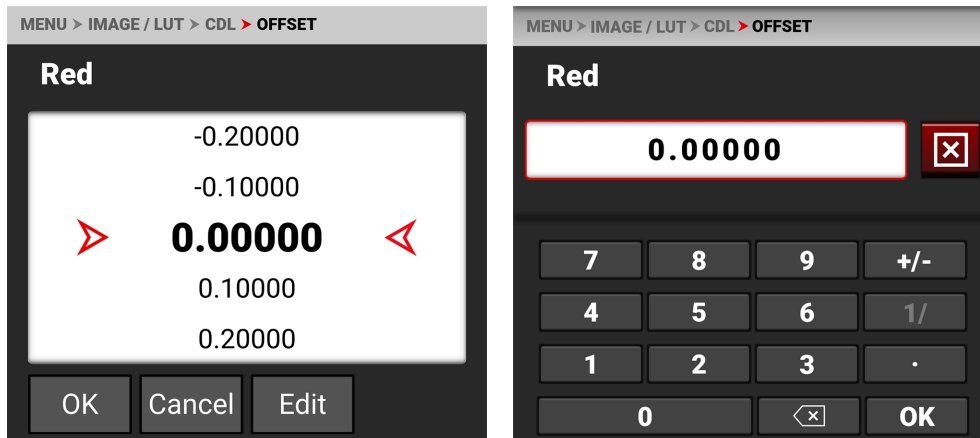 MENU > IMAGE / LUT > CDL > OFFSET
Red
-0.20000
-0.10000
0.00000
0.10000
0.20000
OK Cancel Edit
MENU > IMAGE / LUT > CDL > OFFSET
Red
0.00000
7 8 9 +/-
4 5 6 1/
1 2 3 .
0 OK